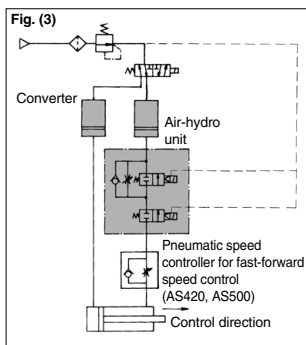 Fig. (3)
Converter
Air-hydro
unit
Pneumatic speed
controller for fast-forward
speed control
(AS420, AS500)
Control direction